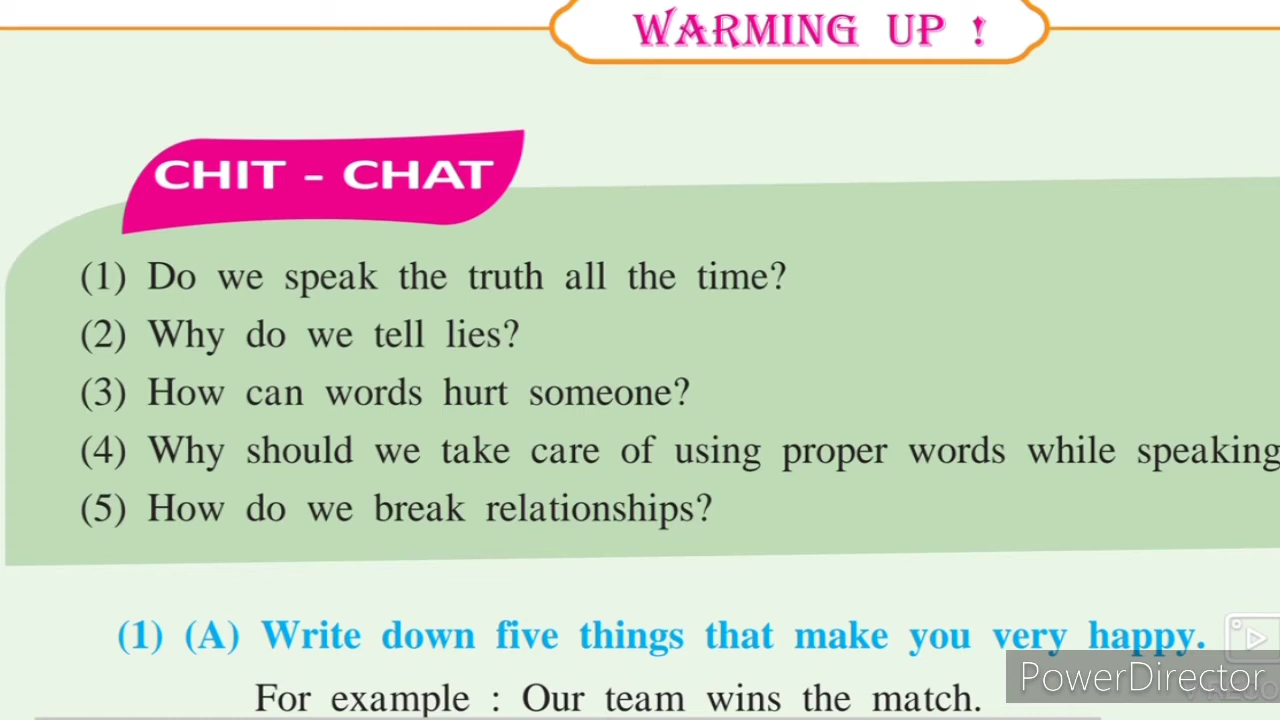 WARMING UP !
CHIT - CHAT
(1) Do we speak the truth all the time?
(2) Why do we tell lies?
(3) How can words hurt someone?
(4) Why should we take care of using proper words while speaking
(5) How do we break relationships?
(1) (A) Write down five things that make you very happy.
PowerDirector
For example : Our team wins the match.